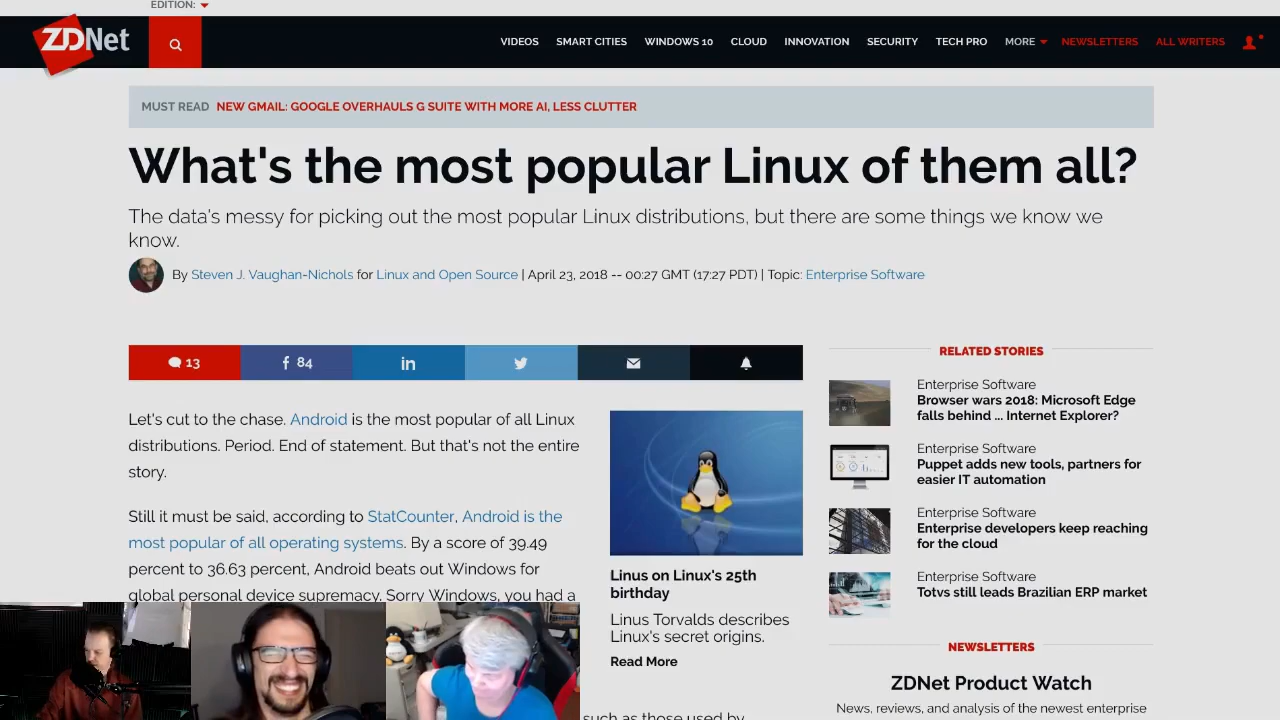 EDITION:
ZDNet
VIDEOS SMART CITIES WINDOWS 10 CLOUD INNOVATION SECURITY TECH PRO MORE NEWSLETTERS ALL WRITERS
MUST READ NEW GMAIL: GOOGLE OVERHAULS G SUITE WITH MORE AI, LESS CLUTTER
What's the most popular Linux of them all?
The data's messy for picking out the most popular Linux distributions, but there are some things we know we
know.
By Steven J. Vaughan-Nichols for Linux and Open Source | April 23, 2018 -- 00:27 GMT (17:27 PDT) | Topic: Enterprise Software
13 84
Let's cut to the chase. Android is the most popular of all Linux
distributions. Period. End of statement. But that's not the entire
story.
Still it must be said, according to StatCounter, Android is the
most popular of all operating systems. By a score of 39.49
percent to 36.63 percent, Android beats out Windows for
global personal device supremacy. Sorry Windows, you had a
such as those used by
Linus on Linux's 25th
birthday
Linus Torvalds describes
Linux's secret origins.
Read More
RELATED STORIES
Enterprise Software
Browser wars 2018: Microsoft Edge
falls behind ... Internet Explorer?
Enterprise Software
Puppet adds new tools, partners for
easier IT automation
Enterprise Software
Enterprise developers keep reaching
for the cloud
Enterprise Software
Totvs still leads Brazilian ERP market
NEWSLETTERS
ZDNet Product Watch
News, reviews, and analysis of the newest enterprise